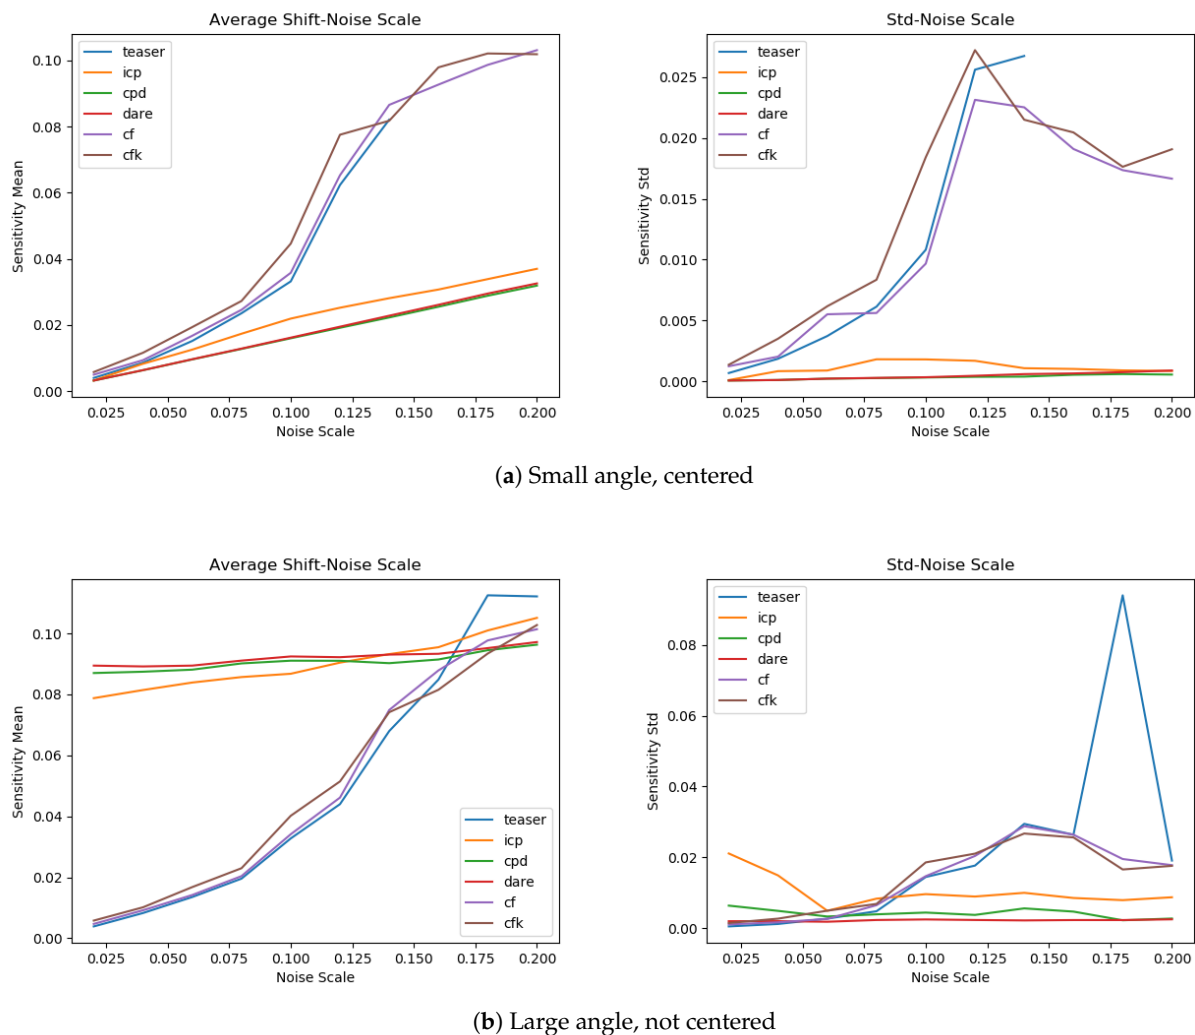 Average Shift-Noise Scale
Sensitivity Mean
0.10
0.08
0.06
0.04
0.02
0.00
teaser
icp
cpd
dare
cf
cfk
0.025 0.050 0.075 0.100 0.125 0.150 0.175 0.200
Noise Scale
Std-Noise Scale
Sensitivity Std
0.025
0.020
0.015
0.010
0.005
0.000
teaser
icp
cpd
dare
cf
cfk
0.025 0.050 0.075 0.100 0.125 0.150 0.175 0.200
Noise Scale
(a) Small angle, centered
Average Shift-Noise Scale
Sensitivity Mean
0.10
0.08
0.06
0.04
0.02
0.00
teaser
icp
cpd
dare
cf
cfk
0.025 0.050 0.075 0.100 0.125 0.150 0.175 0.200
Noise Scale
Std-Noise Scale
Sensitivity Std
0.08
0.06
0.04
0.02
0.00
teaser
icp
cpd
dare
cf
cfk
0.025 0.050 0.075 0.100 0.125 0.150 0.175 0.200
Noise Scale
(b) Large angle, not centered